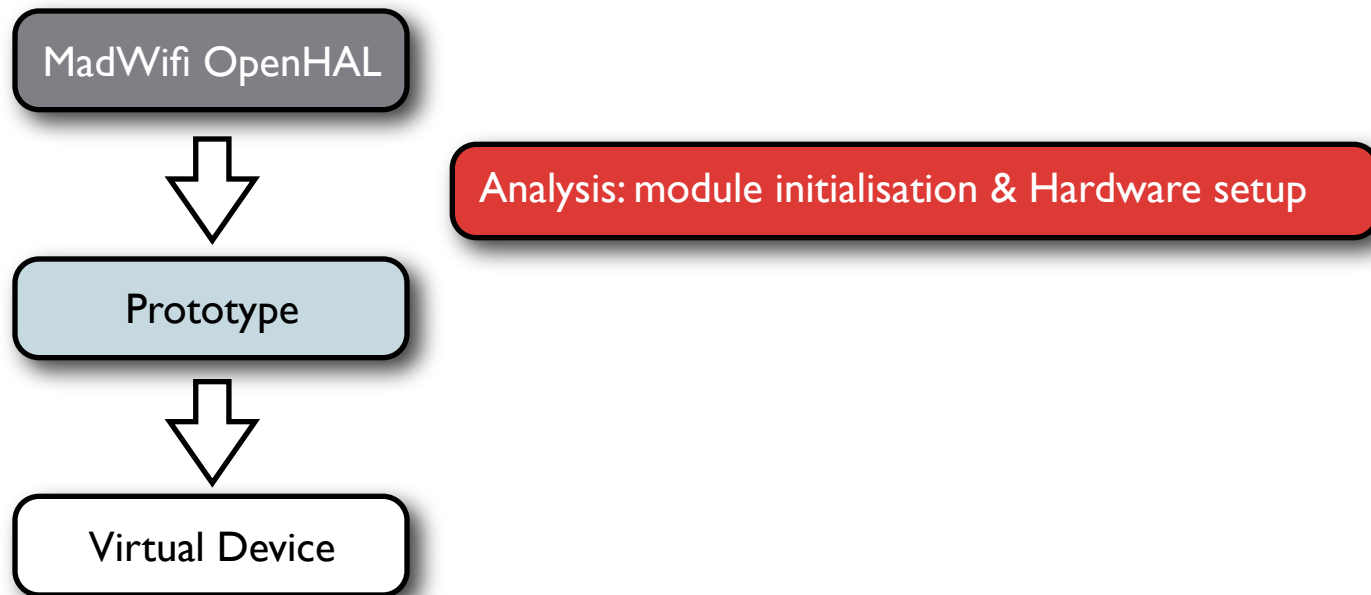 MadWifi OpenHAL
Analysis: module initialisation & Hardware setup
Prototype
Virtual Device